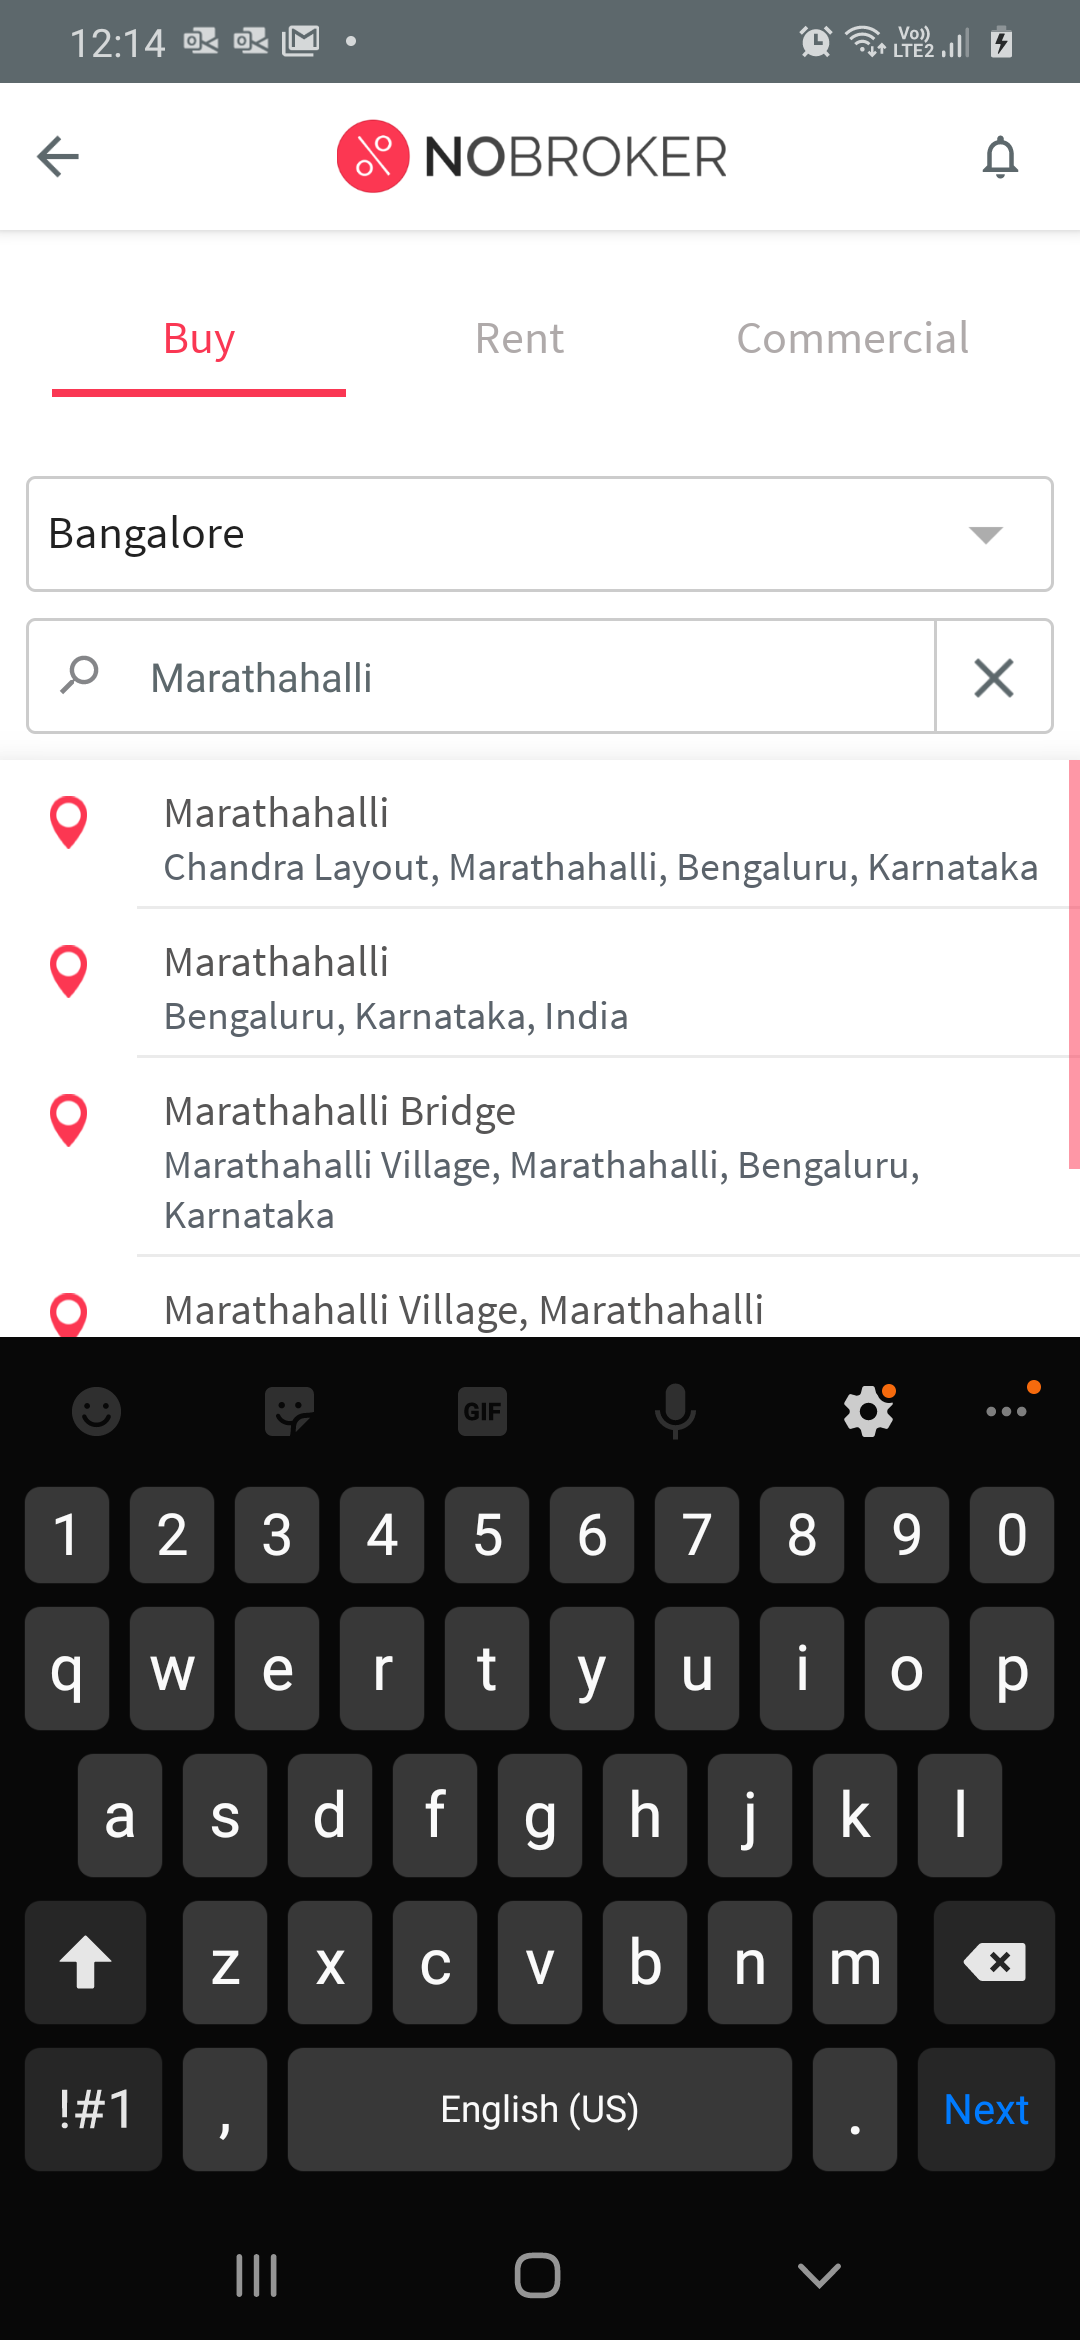 12:14
Vo))
LTE2
NOBROKER
Buy Rent Commercial
Bangalore
Marathahalli
Marathahalli
Chandra Layout, Marathahalli, Bengaluru, Karnataka
Marathahalli
Bengaluru, Karnataka, India
Marathahalli Bridge
Marathahalli Village, Marathahalli, Bengaluru,
Karnataka
Marathahalli Village, Marathahalli
GIF
1 2 3 4 5 6 7 8 9 0
q w e r t y u i o p
a s d f g h j k l
z x c v b n m
!#1 , English (US) . Next